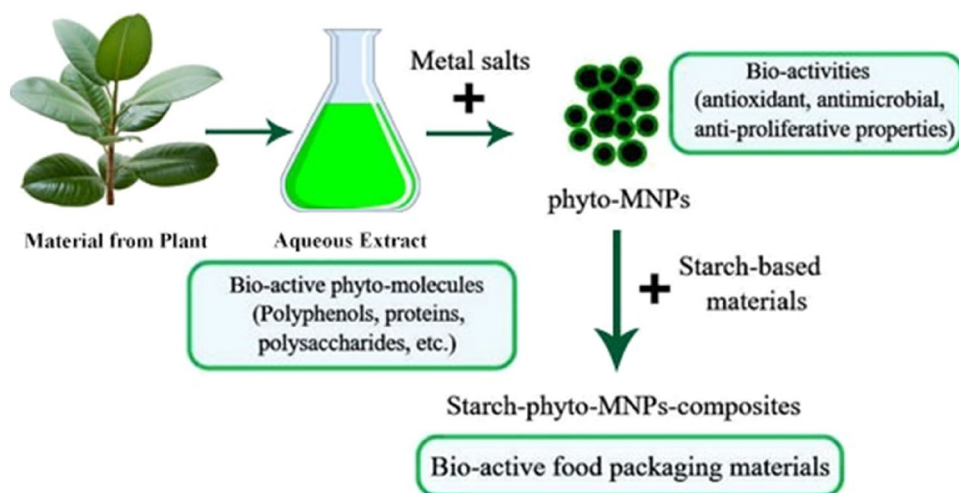 Metal salts
+
Bio-activities
(antioxidant, antimicrobial,
anti-proliferative properties)
Material from Plant
Aqueous Extract
phyto-MNPs
Bio-active phyto-molecules
(Polyphenols, proteins,
polysaccharides, etc.)
+ Starch-based
materials
Starch-phyto-MNPs-composites
Bio-active food packaging materials